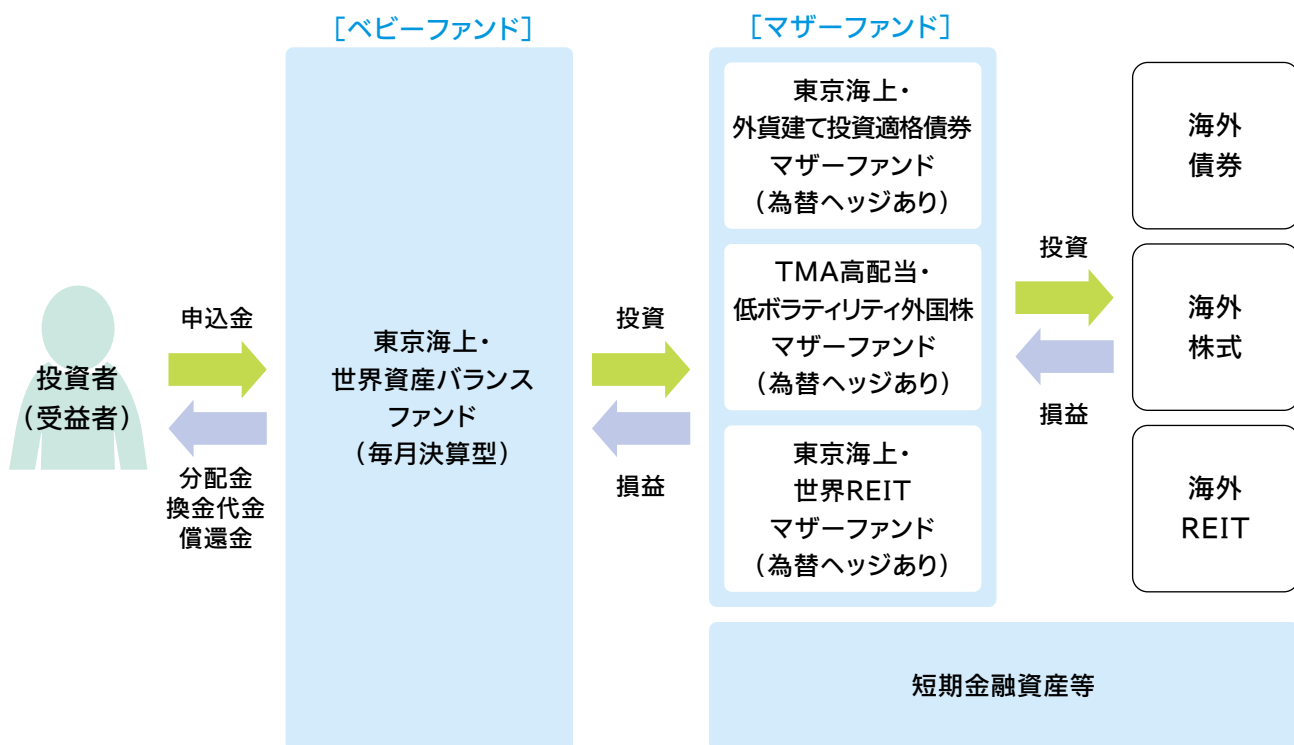 ［ベビーファンド］
［マザーファンド］
投資者
（受益者）
申込金
分配金
換金代金
償還金
東京海上・
世界資産バランス
ファンド
（毎月決算型）
投資
損益
東京海上・
外貨建て投資適格債券
マザーファンド
（為替ヘッジあり）
TMA高配当・
低ボラティリティ外国株
マザーファンド
（為替ヘッジあり）
東京海上・
世界REIT
マザーファンド
（為替ヘッジあり）
投資
損益
海外
債券
海外
株式
海外
REIT
短期金融資産等